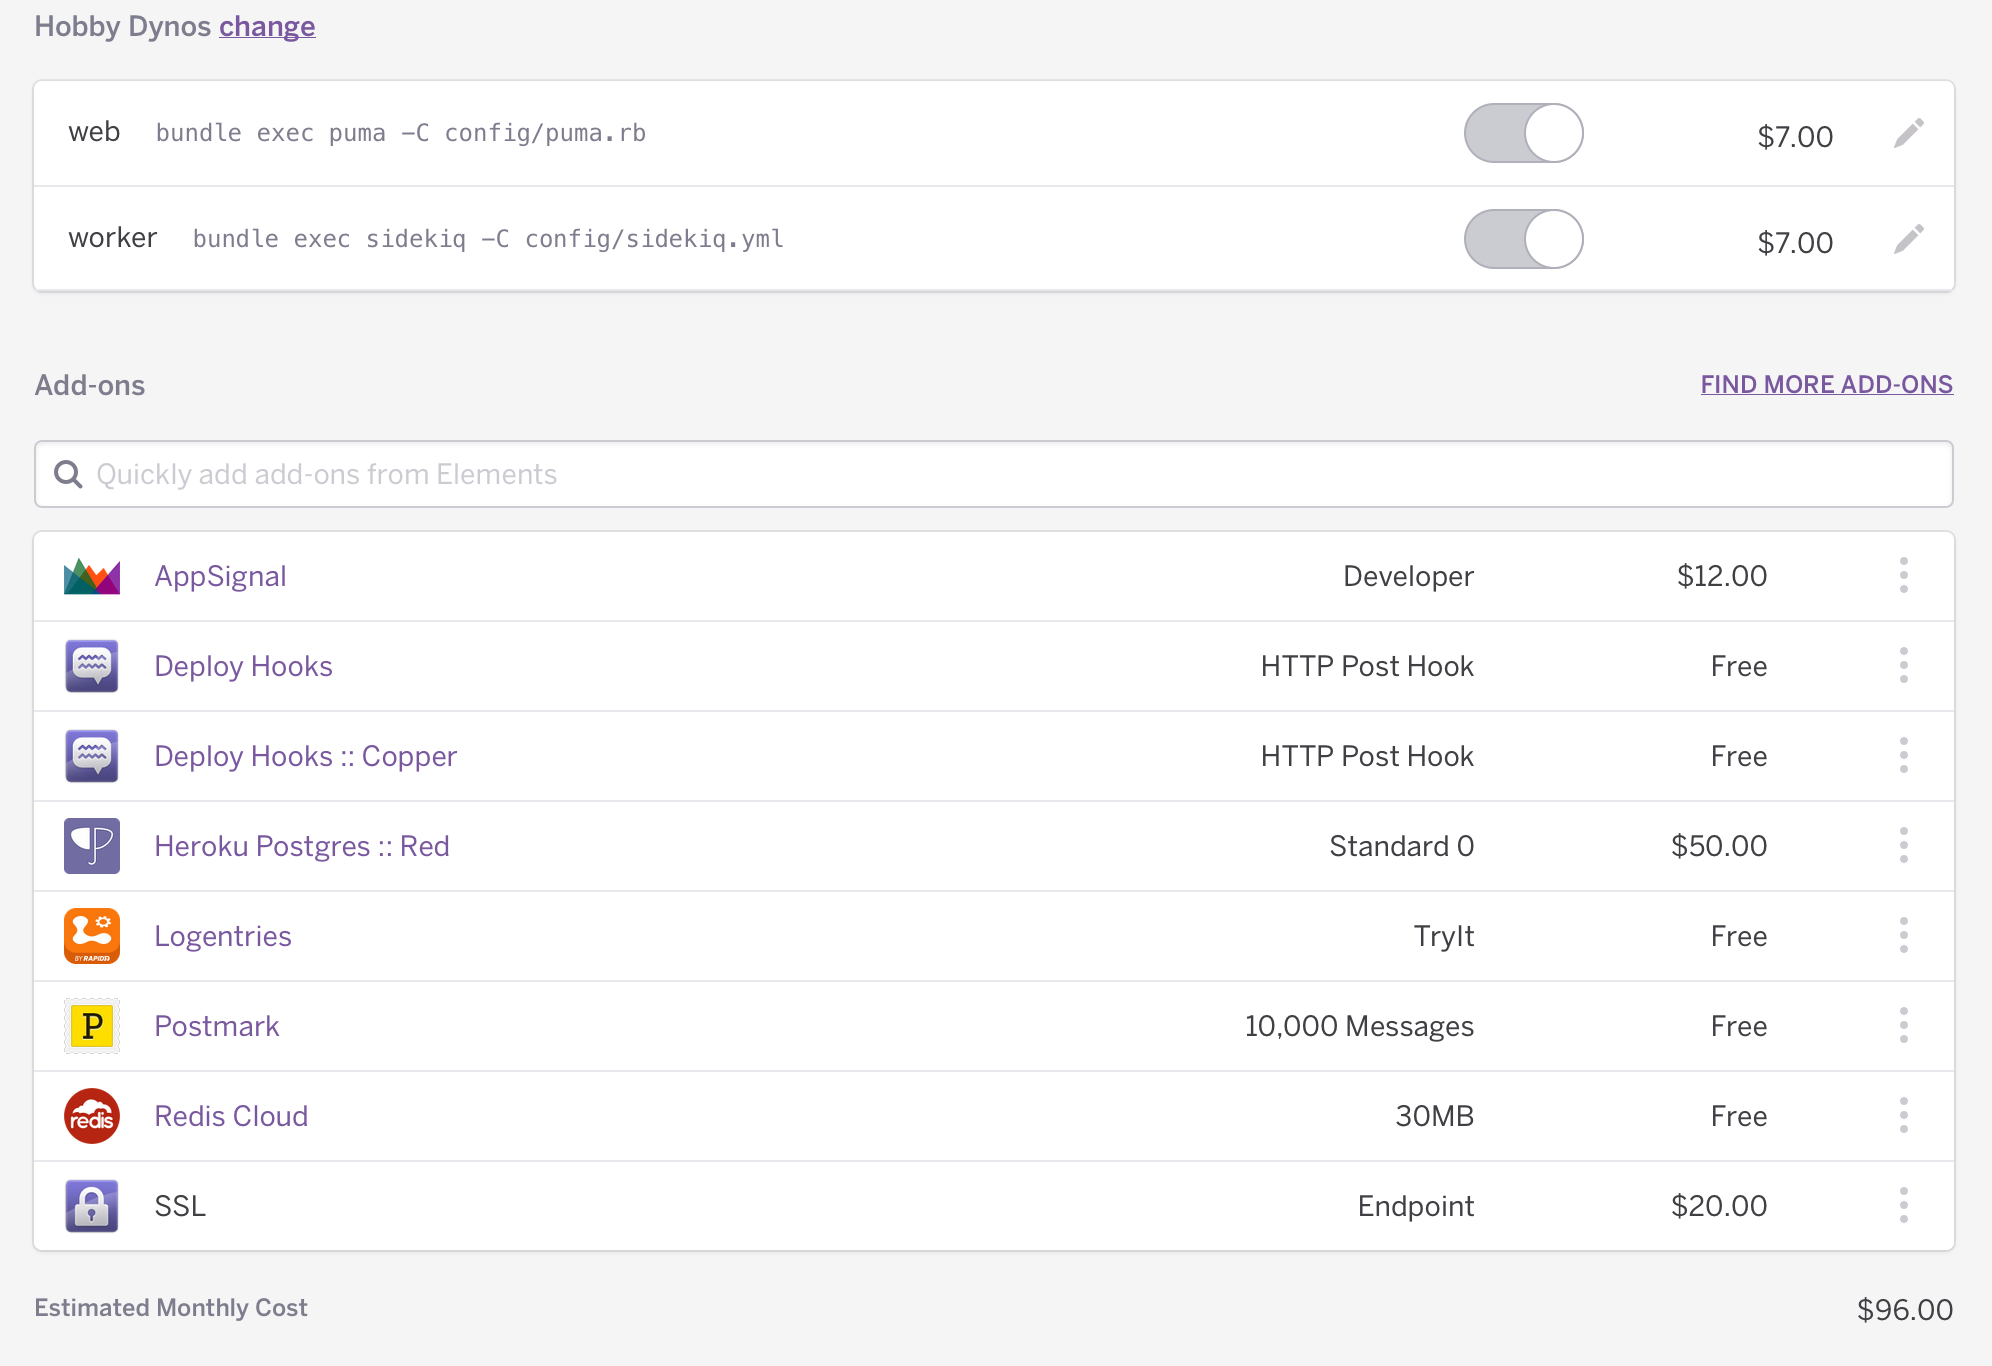 Hobby Dynos change
web bundle exec puma -C config/puma.rb $7.00
worker bundle exec sidekiq -C config/sidekiq.yml $7.00
Add-ons FIND MORE ADD-ONS
Quickly add add-ons from Elements
AppSignal Developer $12.00
Deploy Hooks HTTP Post Hook Free
Deploy Hooks :: Copper HTTP Post Hook Free
Heroku Postgres :: Red Standard 0 $50.00
Logentries TryIt Free
BY RAPID7
P Postmark 10,000 Messages Free
redis Redis Cloud 30MB Free
SSL Endpoint $20.00
Estimated Monthly Cost $96.00